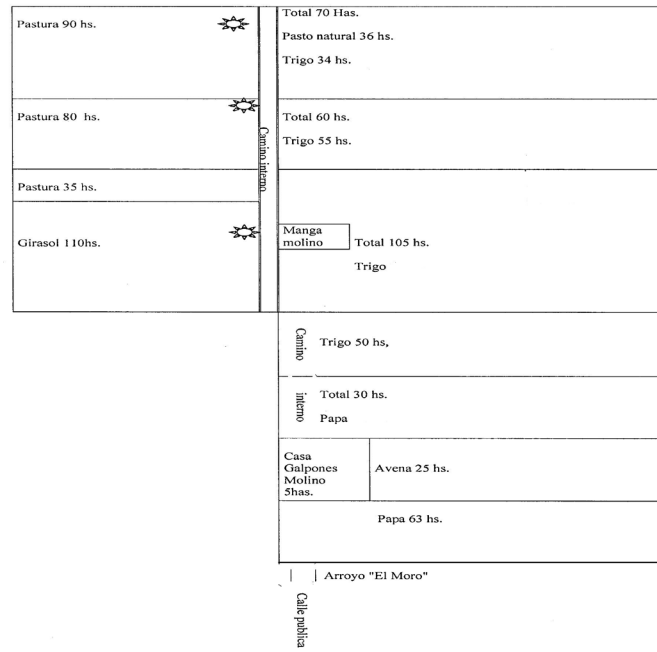 Pastura 90 hs.
Pastura 80 hs.
Pastura 35 hs.
Girasol 110hs.
Camino interno
Total 70 Has.
Pasto natural 36 hs.
Trigo 34 hs.
Total 60 hs.
Trigo 55 hs.
Manga
molino
Total 105 hs.
Trigo
Camino
Trigo 50 hs,
interno
Total 30 hs.
Papa
Casa
Galpones
Molino
5has.
Avena 25 hs.
Papa 63 hs.
Arroyo "El Moro"
Calle publica